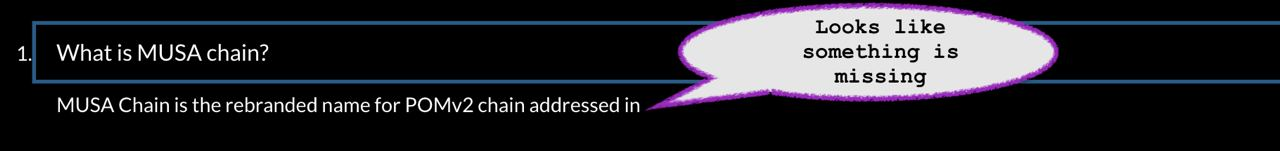 1. What is MUSA chain?
Looks like
something is
missing
MUSA Chain is the rebranded name for POMv2 chain addressed in